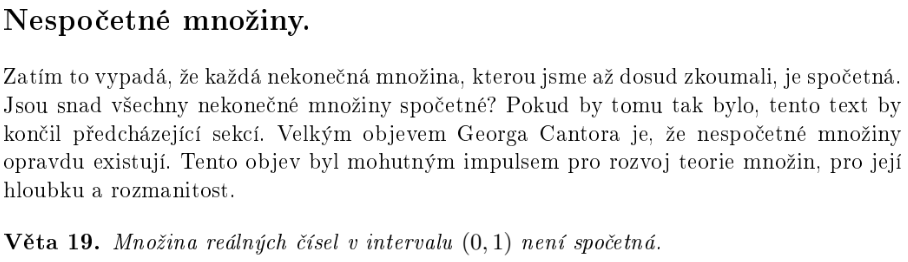 Nespočetné množiny.
Zatím to vypadá, že každá nekonečná množina, kterou jsme až dosud zkoumali, je spočetná.
Jsou snad všechny nekonečné množiny spočetné? Pokud by tomu tak bylo, tento text by
končil předcházející sekcí. Velkým objevem Georga Cantora je, že nespočetné množiny
opravdu existují. Tento objev byl mohutným impulsem pro rozvoj teorie množin, pro její
hloubku a rozmanitost.
Věta 19. Množina reálných čísel v intervalu (0, 1) není spočetná.